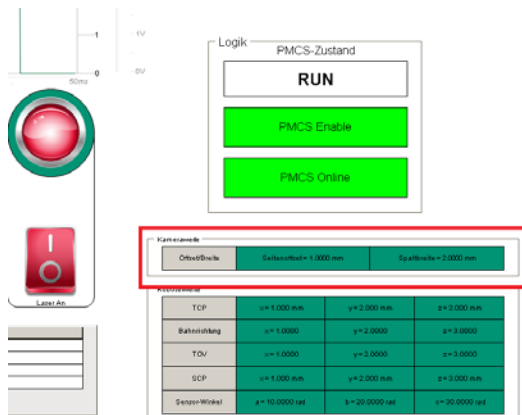 1
1V
0
0V
50ms
Logik
PMCS-Zustand
RUN
PMCS Enable
PMCS Online
Kamerawerte
Offset/Breite Seitenoffset = 1.0000 mm Spaltbreite = 2.0000 mm
Laser An
TCP x = 1.000 mm y = 2.000 mm z = 3.000 mm
Bahnrichtung x = 1.0000 y = 2.0000 z = 3.0000
TOV x = 1.0000 y = 2.0000 z = 3.0000
SCP x = 1.000 mm y = 2.000 mm z = 3.000 mm
Sensor-Winkel a = 10.0000 rad b = 20.0000 rad c = 30.0000 rad